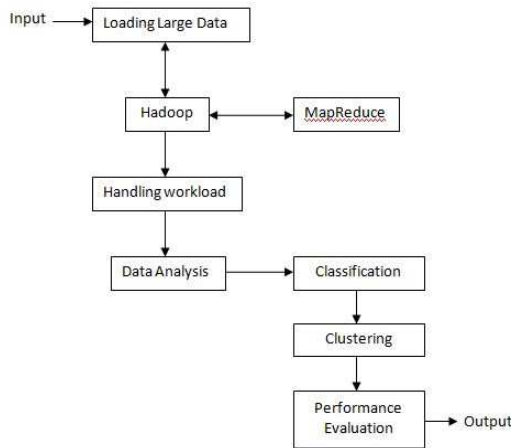 Input
Loading Large Data
Hadoop
MapReduce
Handling workload
Data Analysis
Classification
Clustering
Performance
Evaluation
Output